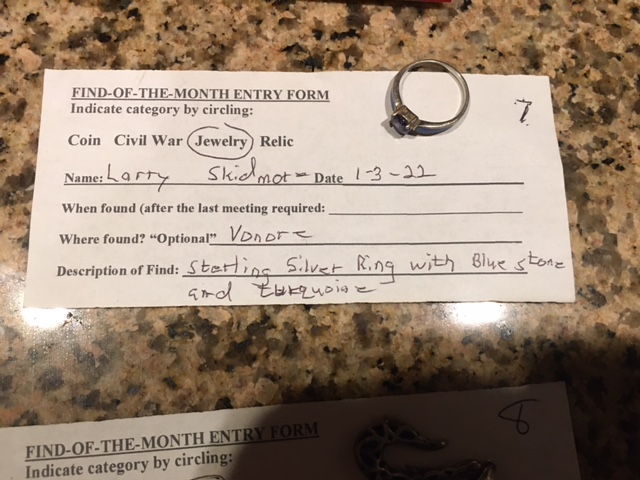 FIND-OF-THE-MONTH ENTRY FORM
Indicate category by circling:
7.
Coin Civil War Jewelry Relic
Name: Larry Skidmore Date 1-3-22
When found (after the last meeting required:
Where found? "Optional" Vonore
Description of Find: Sterling Silver Ring with Blue stone
and turquoise
8
FIND-OF-THE-MONTH ENTRY FORM
Indicate category by circling: